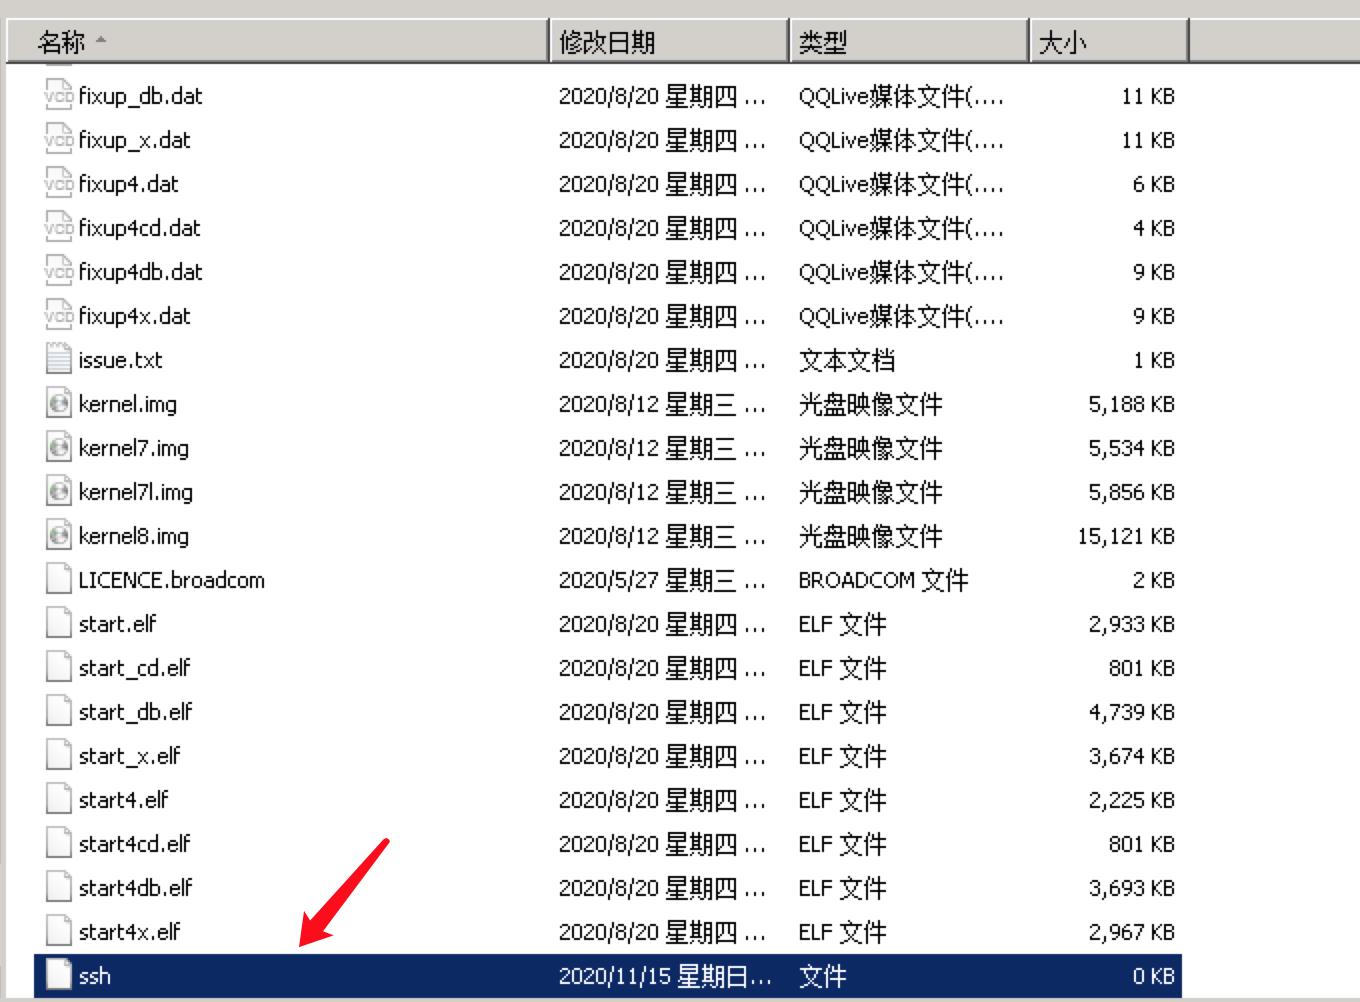 名称 修改日期 类型 大小
fixup_db.dat 2020/8/20 星期四 ... QQLive媒体文件(.... 11 KB
fixup_x.dat 2020/8/20 星期四 ... QQLive媒体文件(.... 11 KB
fixup4.dat 2020/8/20 星期四 ... QQLive媒体文件(.... 6 KB
fixup4cd.dat 2020/8/20 星期四 ... QQLive媒体文件(.... 4 KB
fixup4db.dat 2020/8/20 星期四 ... QQLive媒体文件(.... 9 KB
fixup4x.dat 2020/8/20 星期四 ... QQLive媒体文件(.... 9 KB
issue.txt 2020/8/20 星期四 ... 文本文档 1 KB
kernel.img 2020/8/12 星期三 ... 光盘映像文件 5,188 KB
kernel7.img 2020/8/12 星期三 ... 光盘映像文件 5,534 KB
kernel7l.img 2020/8/12 星期三 ... 光盘映像文件 5,856 KB
kernel8.img 2020/8/12 星期三 ... 光盘映像文件 15,121 KB
LICENCE.broadcom 2020/5/27 星期三 ... BROADCOM 文件 2 KB
start.elf 2020/8/20 星期四 ... ELF 文件 2,933 KB
start_cd.elf 2020/8/20 星期四 ... ELF 文件 801 KB
start_db.elf 2020/8/20 星期四 ... ELF 文件 4,739 KB
start_x.elf 2020/8/20 星期四 ... ELF 文件 3,674 KB
start4.elf 2020/8/20 星期四 ... ELF 文件 2,225 KB
start4cd.elf 2020/8/20 星期四 ... ELF 文件 801 KB
start4db.elf 2020/8/20 星期四 ... ELF 文件 3,693 KB
start4x.elf 2020/8/20 星期四 ... ELF 文件 2,967 KB
ssh 2020/11/15 星期日... 文件 0 KB